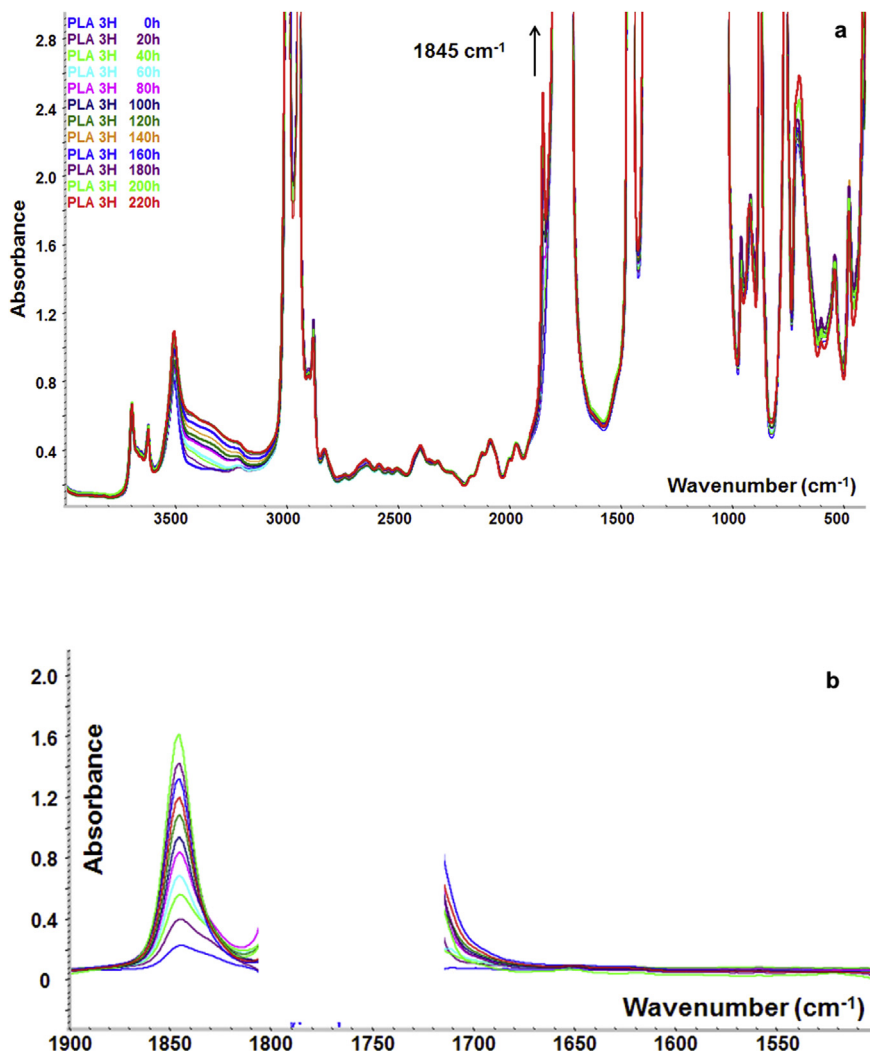 a
2.8
2.4
2.0
1.6
1.2
0.8
0.4
Absorbance
PLA 3H 0h
PLA 3H 20h
PLA 3H 40h
PLA 3H 60h
PLA 3H 80h
PLA 3H 100h
PLA 3H 120h
PLA 3H 140h
PLA 3H 160h
PLA 3H 180h
PLA 3H 200h
PLA 3H 220h
1845 cm⁻¹
Wavenumber (cm⁻¹)
3500 3000 2500 2000 1500 1000 500
b
2.0
1.6
1.2
0.8
0.4
0
Absorbance
Wavenumber (cm⁻¹)
1900 1850 1800 1750 1700 1650 1600 1550